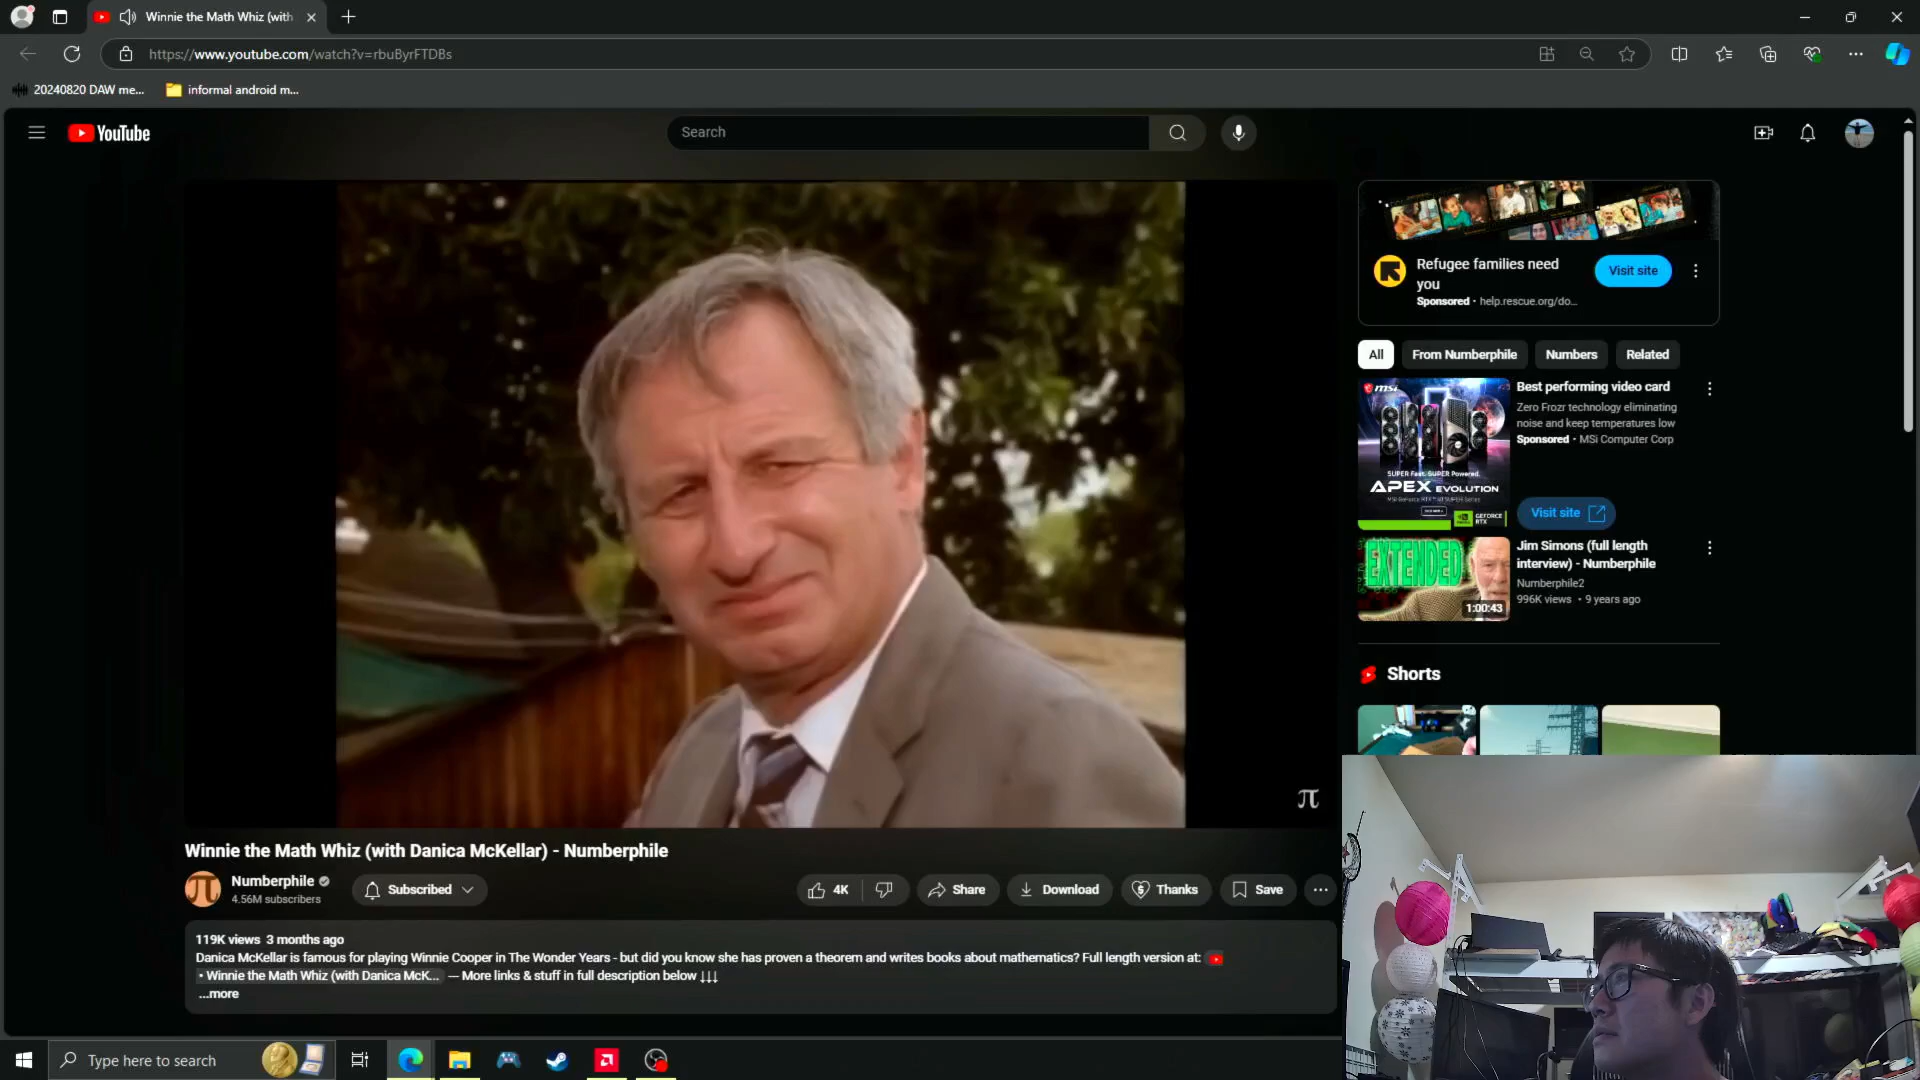 Winnie the Math Whiz (with
https://www.youtube.com/watch?v=rbuByrFTDBs
20240820 DAW me...
informal android m...
YouTube
Search
Refugee families need
you
Visit site
Sponsored · help.rescue.org/do...
All
From Numberphile
Numbers
Related
msi
SUPER Fast. SUPER Powered.
APEX EVOLUTION
GEFORCE
RTX
Best performing video card
Zero Frozr technology eliminating
noise and keep temperatures low
Sponsored · MSi Computer Corp
Visit site
EXTENDED
1:00:43
Jim Simons (full length
interview) - Numberphile
Numberphile2
996K views • 9 years ago
Shorts
π
Winnie the Math Whiz (with Danica McKellar) - Numberphile
Numberphile
4.56M subscribers
Subscribed
4K
Share
Download
Thanks
Save
119K views 3 months ago
Danica McKellar is famous for playing Winnie Cooper in The Wonder Years - but did you know she has proven a theorem and writes books about mathematics? Full length version at:
• Winnie the Math Whiz (with Danica McK... — More links & stuff in full description below ↓↓↓
...more
Type here to search